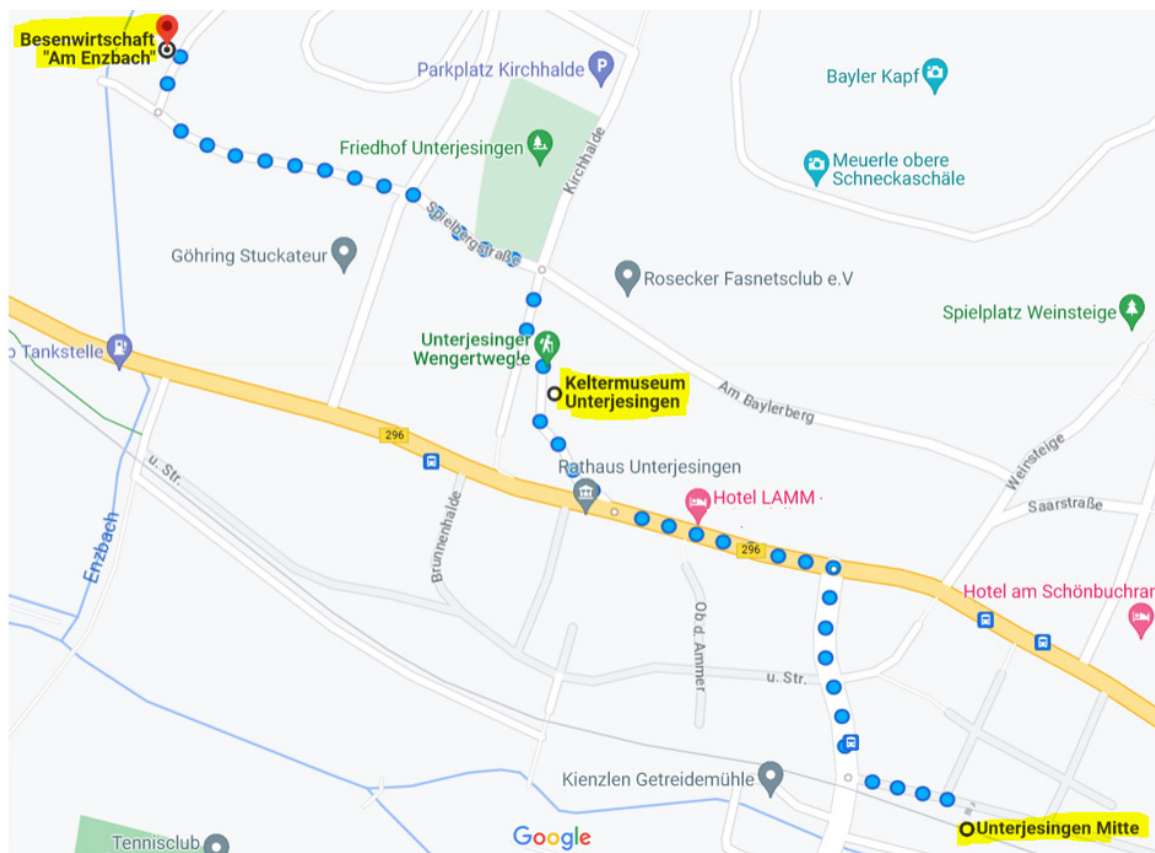 Besenwirtschaft
"Am Enzbach"
Parkplatz Kirchhalde
P
Bayler Kapf
Friedhof Unterjesingen
Kirchhalde
Meuerle obere
Schneckaschäle
Spielbergstraße
Göhring Stuckateur
Rosecker Fasnetsclub e.V
Spielplatz Weinsteige
Unterjesinger
Wengertwegle
Tankstelle
Keltermuseum
Unterjesingen
Am Baylerberg
296
u. Str.
Rathaus Unterjesingen
Weinsteige
Hotel LAMM
Saarstraße
Enzbach
Brunnenhalde
296
Hotel am Schönbuchran
Ob d. Ammer
u. Str.
Kienzlen Getreidemühle
Unterjesingen Mitte
Tennisclub
Google